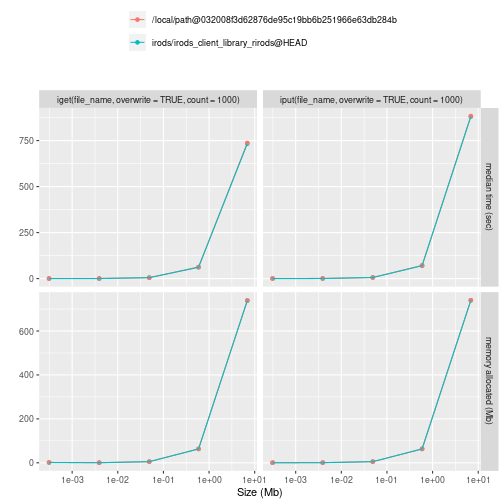 /local/path@032008f3d62876de95c19bb6b251966e63db284b
irods/irods_client_library_rirods@HEAD
iget(file_name, overwrite = TRUE, count = 1000)
iput(file_name, overwrite = TRUE, count = 1000)
750
500
250
0
median time (sec)
600
400
200
0
memory allocated (Mb)
1e-03 1e-02 1e-01 1e+00 1e+01
1e-03 1e-02 1e-01 1e+00 1e+01
Size (Mb)